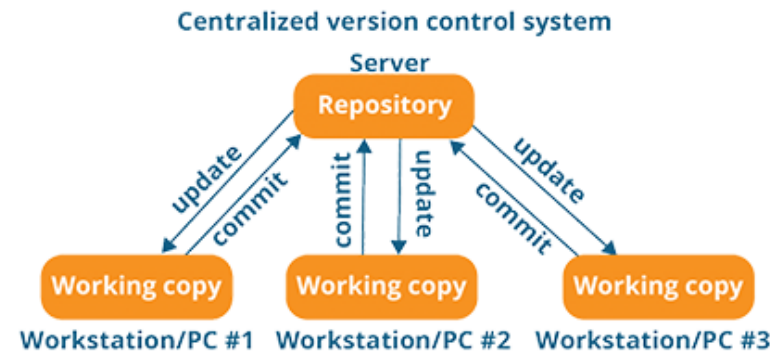 Centralized version control system
Server
Repository
update
commit
commit
update
update
commit
Working copy
Working copy
Working copy
Workstation/PC #1
Workstation/PC #2
Workstation/PC #3